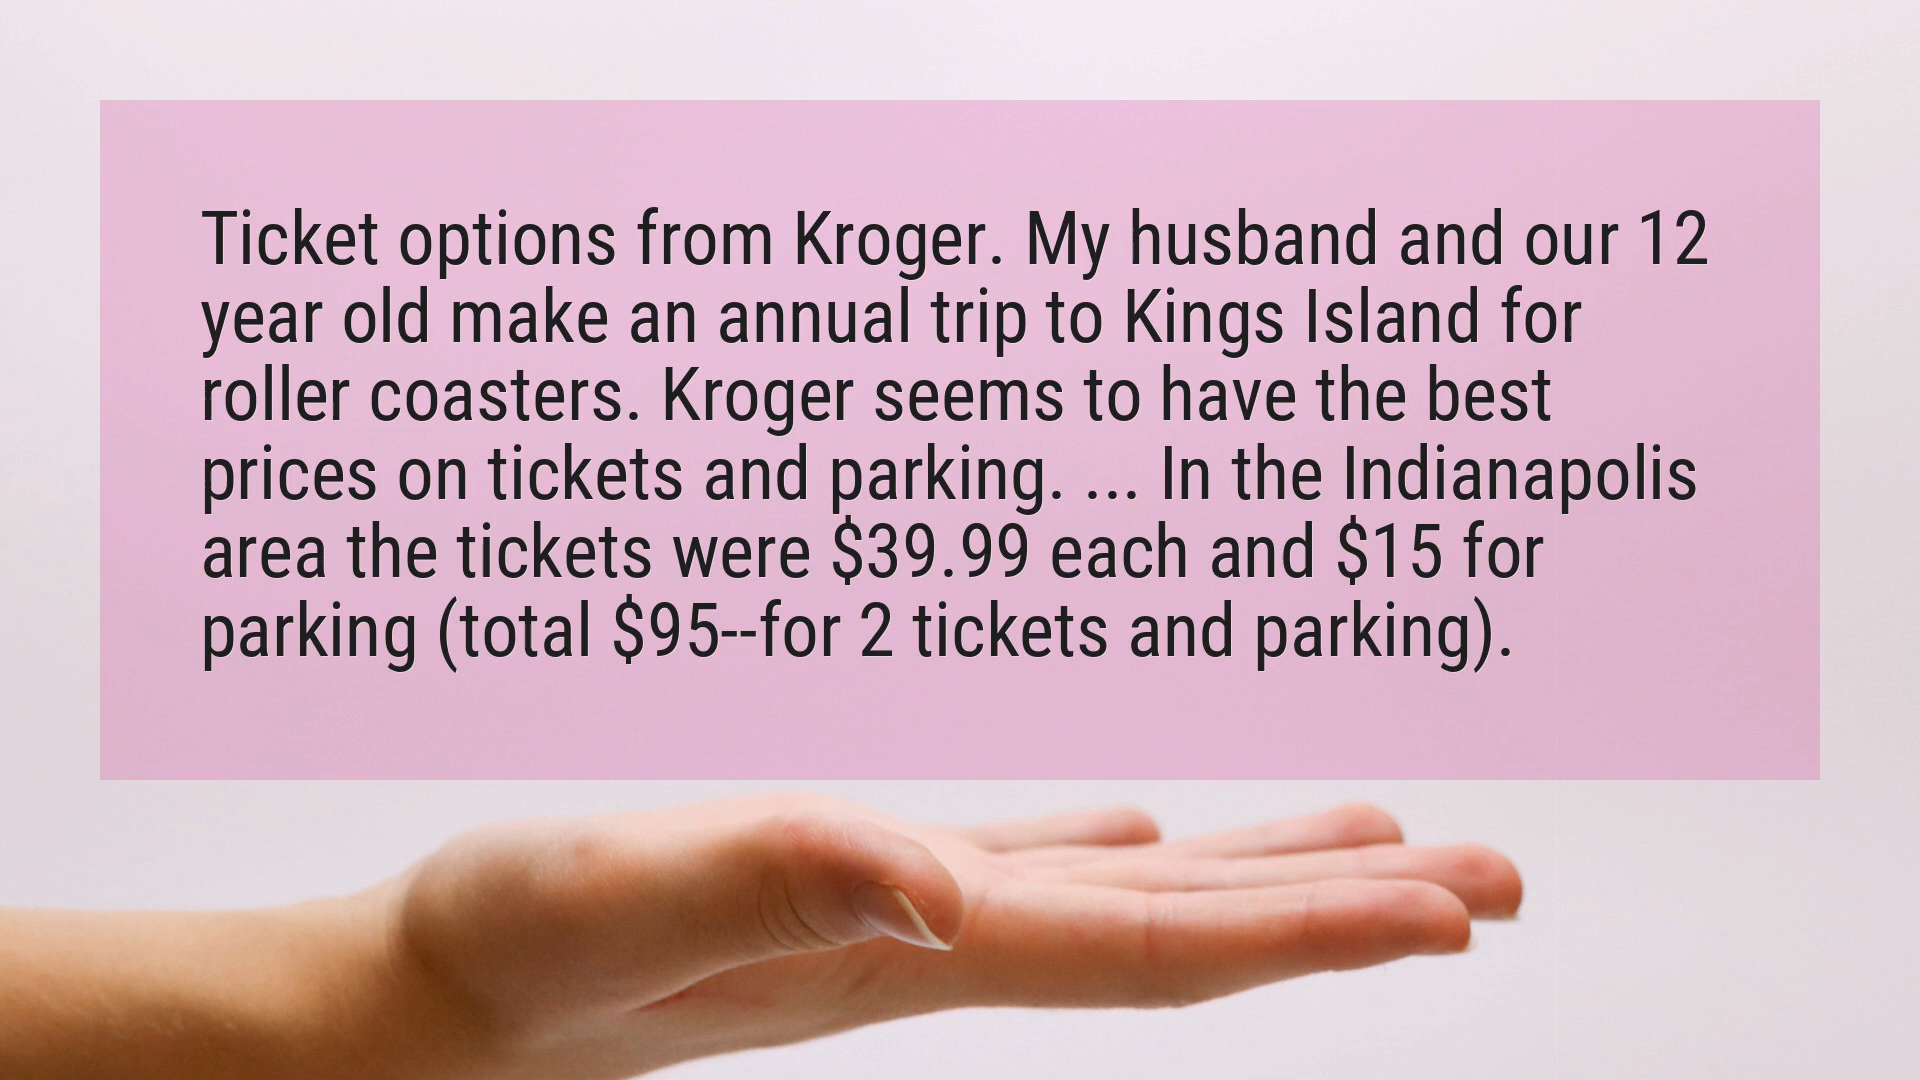 Ticket options from Kroger. My husband and our 12
year old make an annual trip to Kings Island for
roller coasters. Kroger seems to have the best
prices on tickets and parking. ... In the Indianapolis
area the tickets were $39.99 each and $15 for
parking (total $95--for 2 tickets and parking).